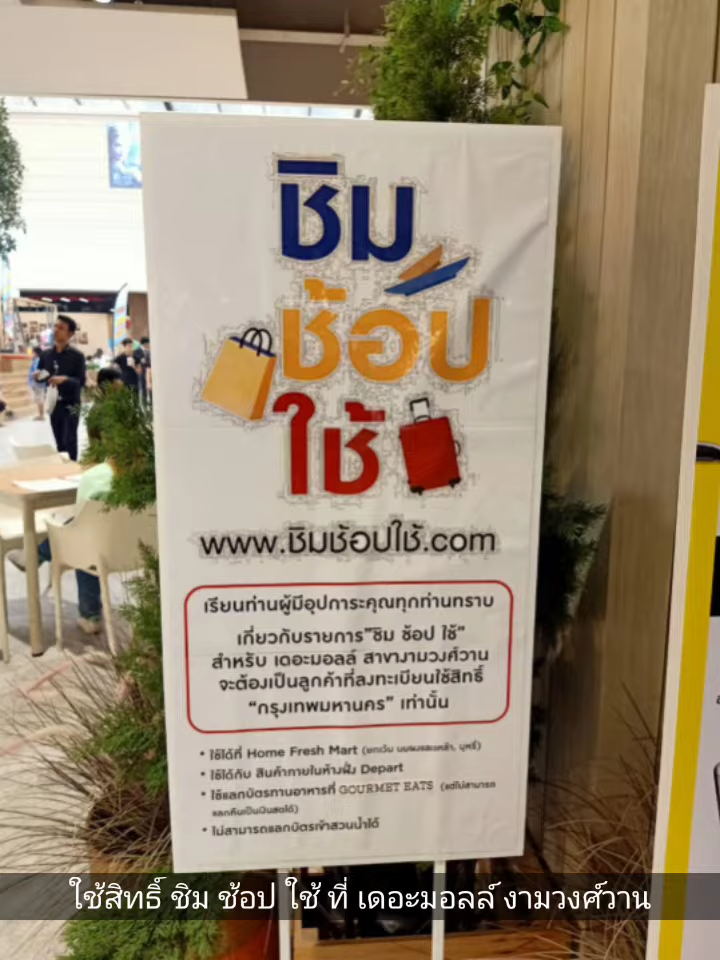 ชิม
ช้อป
ใช้
www.ชิมช้อปใช้.com
เรียนท่านผู้มีอุปการะคุณทุกท่านทราบ
เกี่ยวกับรายการ"ชิม ช้อป ใช้"
สำหรับ เดอะมอลล์ สาขางามวงศ์วาน
จะต้องเป็นลูกค้าที่ลงทะเบียนใช้สิทธิ์
"กรุงเทพมหานคร" เท่านั้น
• ใช้ได้ที่ Home Fresh Mart (ยกเว้น นมผงและเหล้า, บุหรี่)
• ใช้ได้กับ สินค้าภายในห้างฝั่ง Depart
• ใช้แลกบัตรทานอาหารที่ GOURMET EATS (แต่ไม่สามารถ
แลกคืนเป็นเงินสดได้)
• ไม่สามารถแลกบัตรเข้าสวนน้ำได้
ใช้สิทธิ์ ชิม ช้อป ใช้ ที่ เดอะมอลล์ งามวงศ์วาน